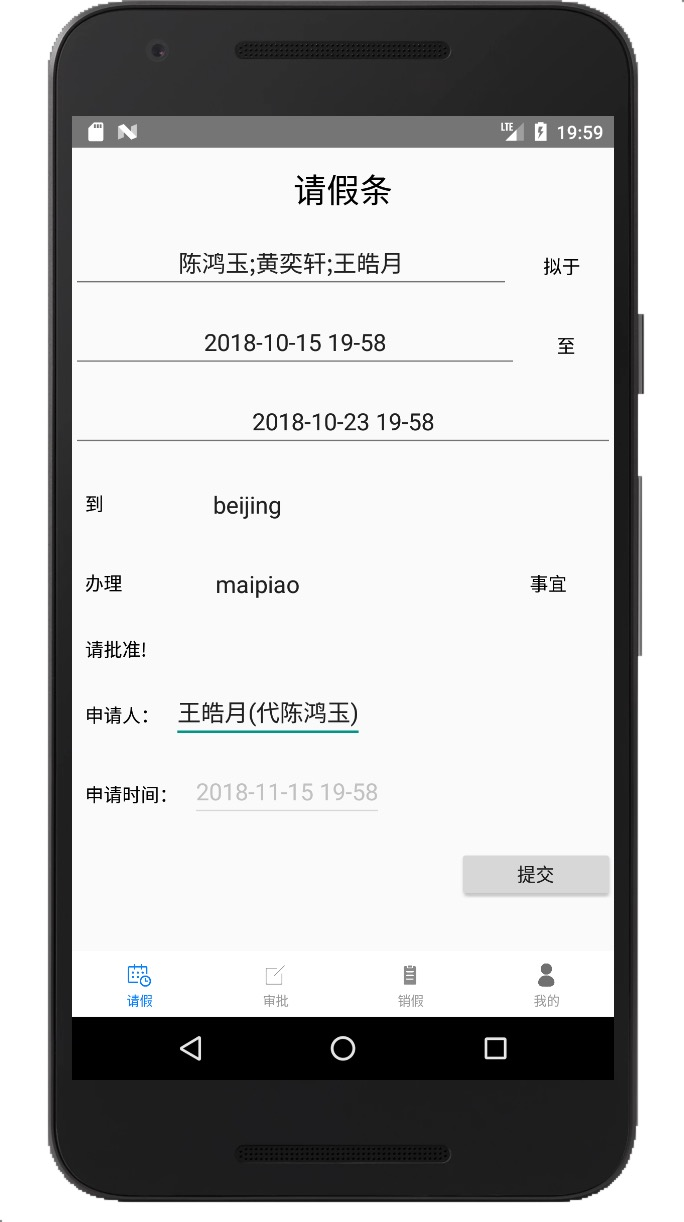 LTE 19:59
请假条
陈鸿玉;黄奕轩;王皓月 拟于
2018-10-15 19-58 至
2018-10-23 19-58
到 beijing
办理 maipiao 事宜
请批准!
申请人: 王皓月(代陈鸿玉)
申请时间: 2018-11-15 19-58
提交
请假 审批 销假 我的